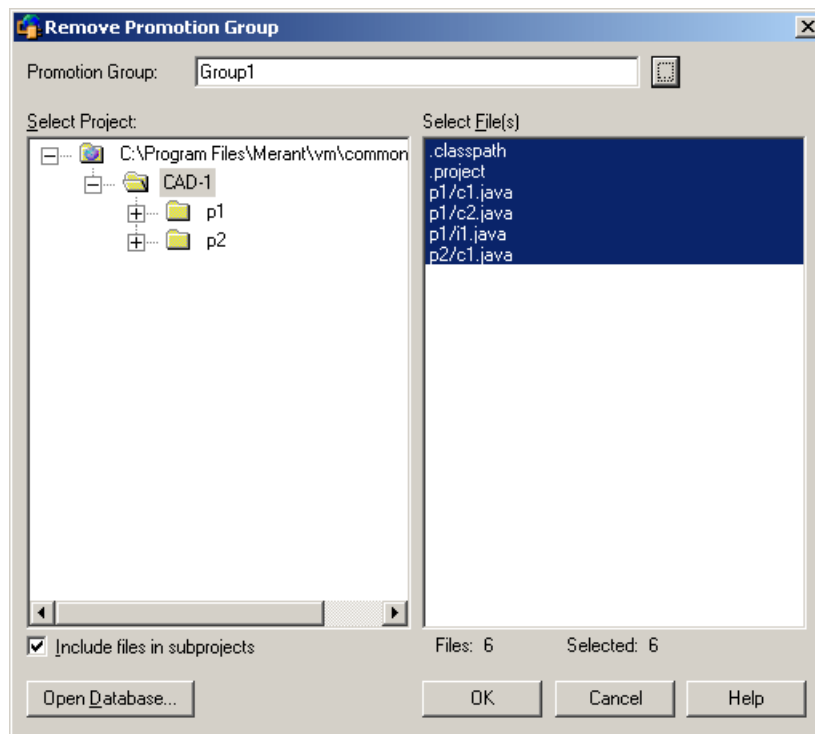 Remove Promotion Group
Promotion Group: Group1
Select Project:
Select File(s)
C:\Program Files\Merant\vm\common
CAD-1
p1
p2
.classpath
.project
p1/c1.java
p1/c2.java
p1/i1.java
p2/c1.java
Include files in subprojects
Files: 6 Selected: 6
Open Database... OK Cancel Help